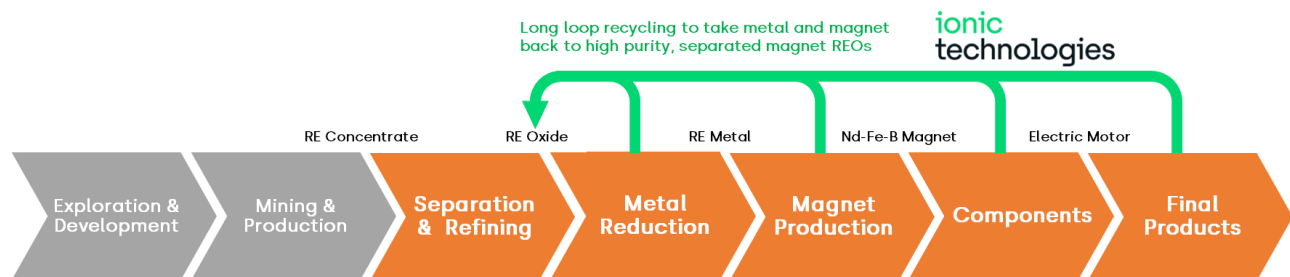 Long loop recycling to take metal and magnet
back to high purity, separated magnet REOs
ionic
technologies
RE Concentrate
RE Oxide
RE Metal
Nd-Fe-B Magnet
Electric Motor
Exploration &
Development
Mining &
Production
Separation
& Refining
Metal
Reduction
Magnet
Production
Components
Final
Products